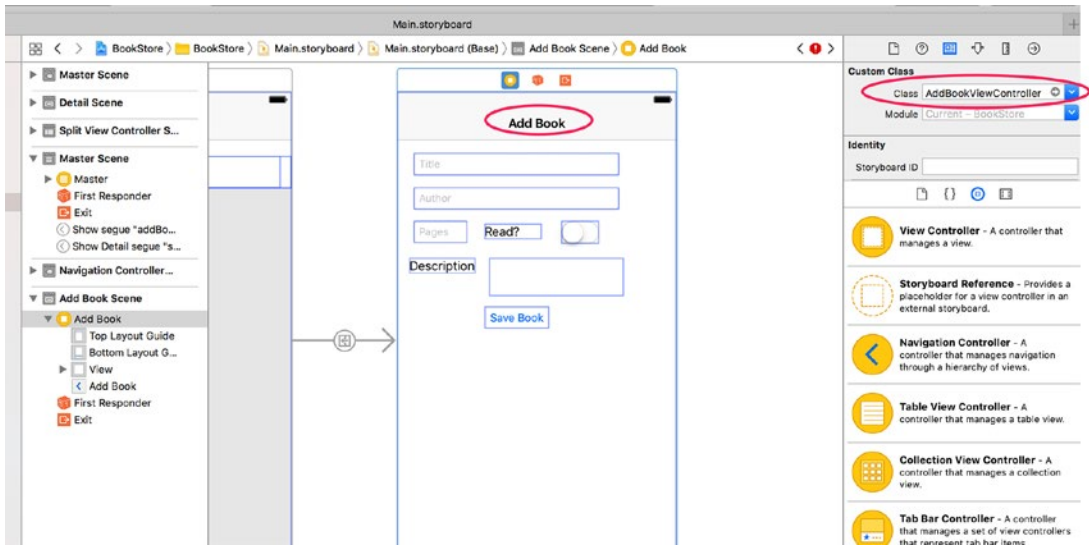 Main.storyboard
BookStore
BookStore
Main.storyboard
Main.storyboard (Base)
Add Book Scene
Add Book
Master Scene
Detail Scene
Split View Controller S...
Master Scene
Master
First Responder
Exit
Show segue "addBo...
Show Detail segue "s...
Navigation Controller...
Add Book Scene
Add Book
Top Layout Guide
Bottom Layout G...
View
Add Book
First Responder
Exit
Add Book
Title
Author
Pages
Read?
Description
Save Book
Custom Class
Class AddBookViewController
Module Current – BookStore
Identity
Storyboard ID
{}
View Controller - A controller that
manages a view.
Storyboard Reference - Provides a
placeholder for a view controller in an
external storyboard.
Navigation Controller - A
controller that manages navigation
through a hierarchy of views.
Table View Controller - A
controller that manages a table view.
Collection View Controller - A
controller that manages a collection
view.
Tab Bar Controller - A controller
that manages a set of view controllers
that represent tab bar items.